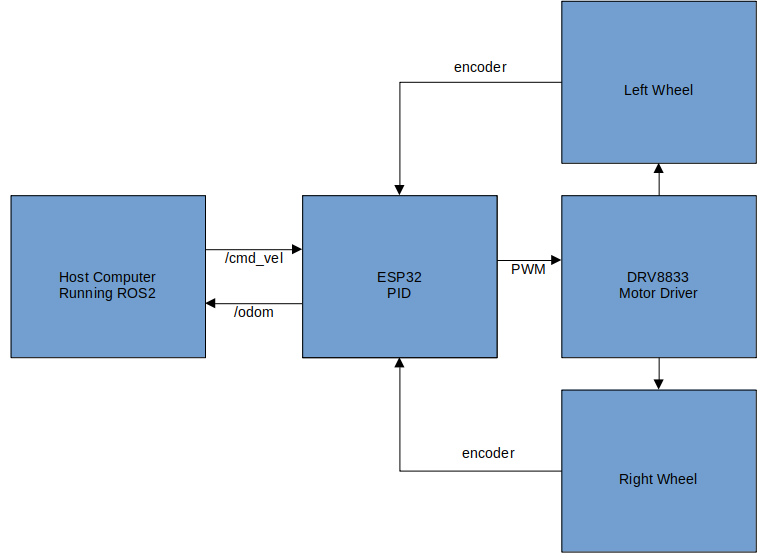 encoder
Left Wheel
Host Computer
Running ROS2
/cmd_vel
/odom
ESP32
PID
PWM
DRV8833
Motor Driver
encoder
Right Wheel